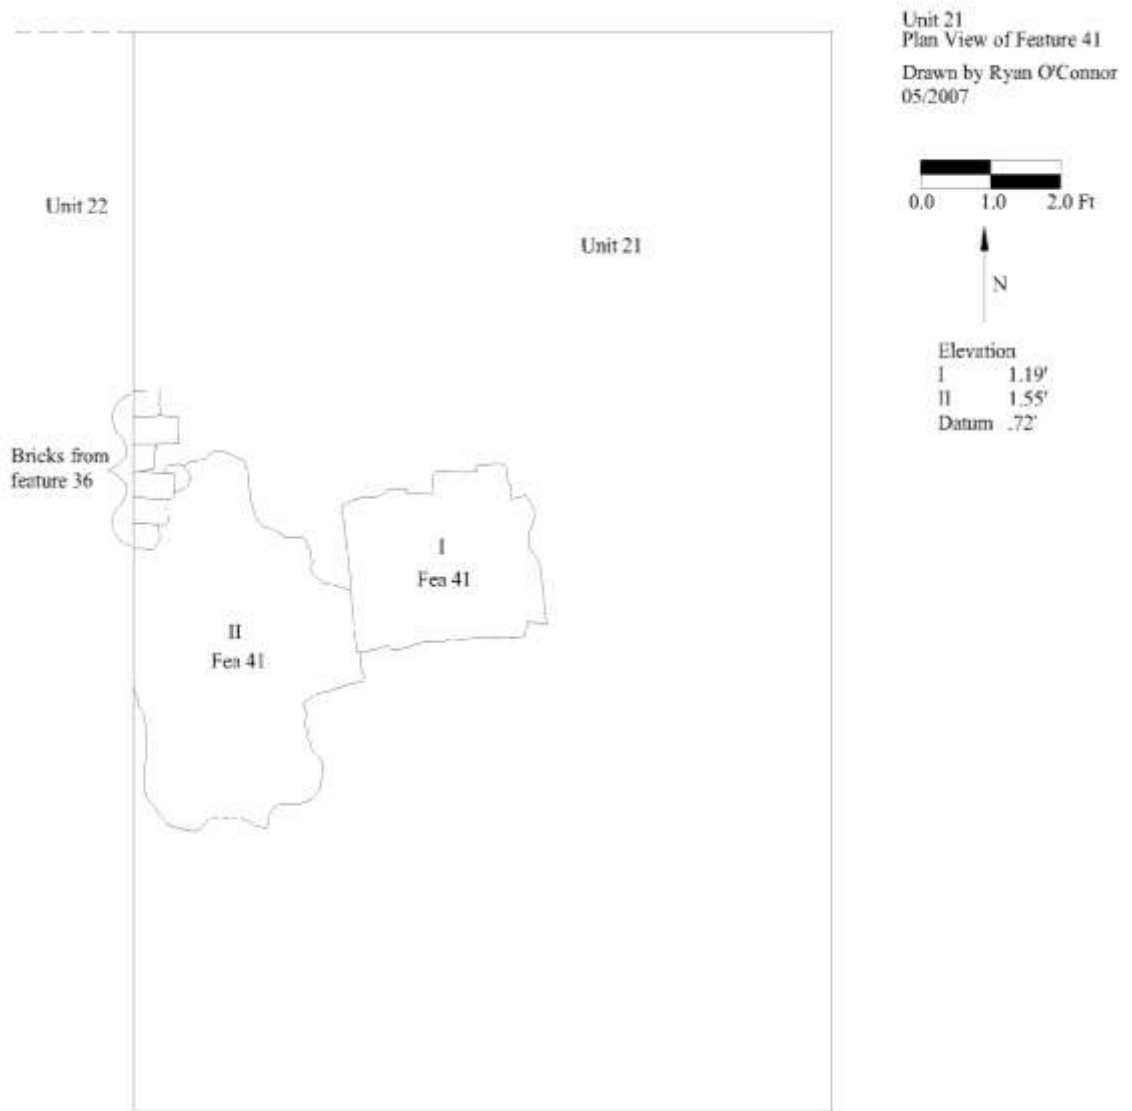 Unit 21
Plan View of Feature 41
Drawn by Ryan O'Connor
05/2007
0.0 1.0 2.0 Ft
N
Elevation
I 1.19'
II 1.55'
Datum .72'
Unit 22
Unit 21
Bricks from
feature 36
I
Fea 41
II
Fea 41